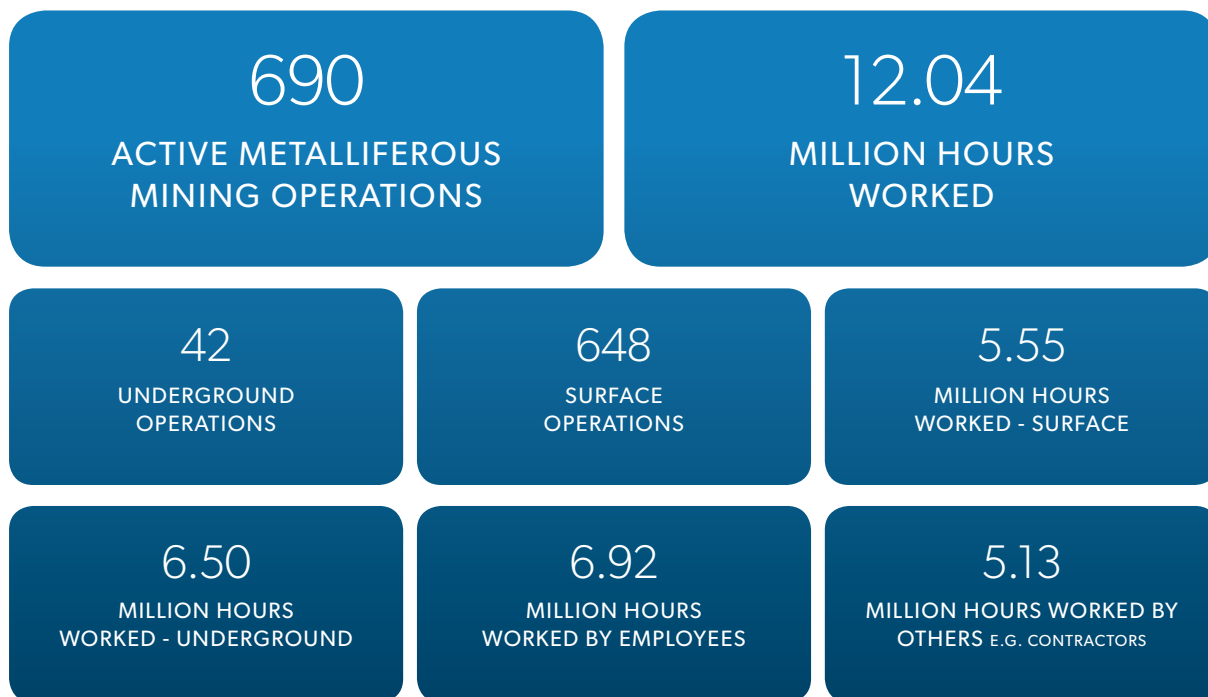 690
ACTIVE METALLIFEROUS
MINING OPERATIONS
12.04
MILLION HOURS
WORKED
42
UNDERGROUND
OPERATIONS
648
SURFACE
OPERATIONS
5.55
MILLION HOURS
WORKED - SURFACE
6.50
MILLION HOURS
WORKED - UNDERGROUND
6.92
MILLION HOURS
WORKED BY EMPLOYEES
5.13
MILLION HOURS WORKED BY
OTHERS E.G. CONTRACTORS